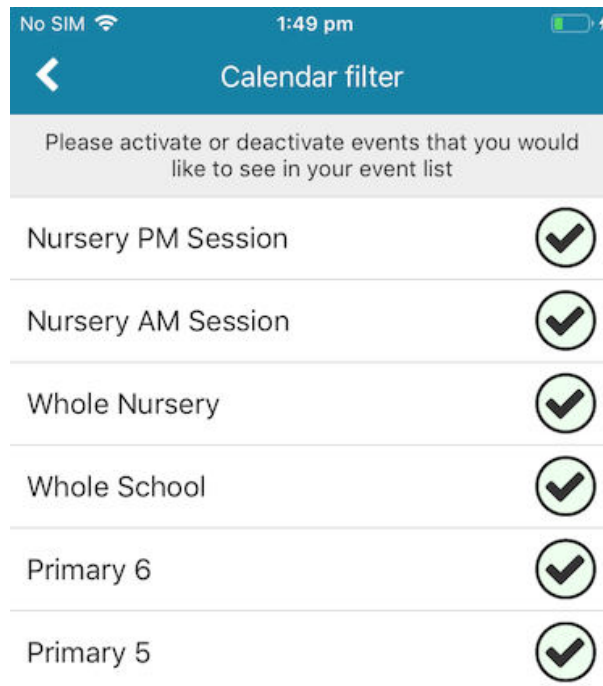 No SIM 1:49 pm
Calendar filter
Please activate or deactivate events that you would
like to see in your event list
Nursery PM Session
Nursery AM Session
Whole Nursery
Whole School
Primary 6
Primary 5